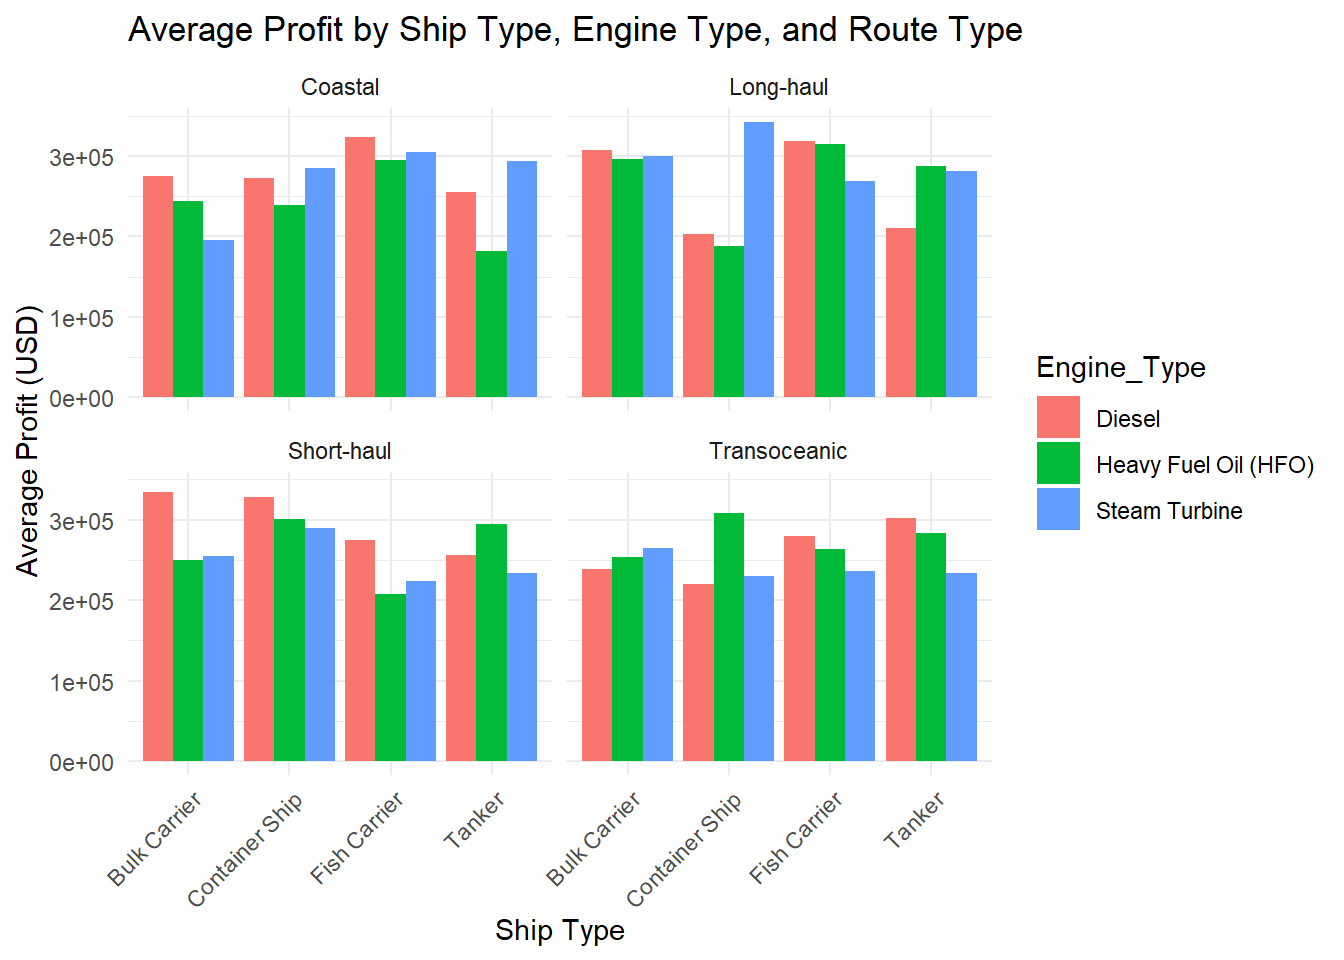 Average Profit by Ship Type, Engine Type, and Route Type
Coastal
Long-haul
3e+05
2e+05
1e+05
0e+00
Short-haul
Transoceanic
3e+05
2e+05
1e+05
0e+00
Average Profit (USD)
Bulk Carrier
Container Ship
Fish Carrier
Tanker
Bulk Carrier
Container Ship
Fish Carrier
Tanker
Ship Type
Engine_Type
Diesel
Heavy Fuel Oil (HFO)
Steam Turbine